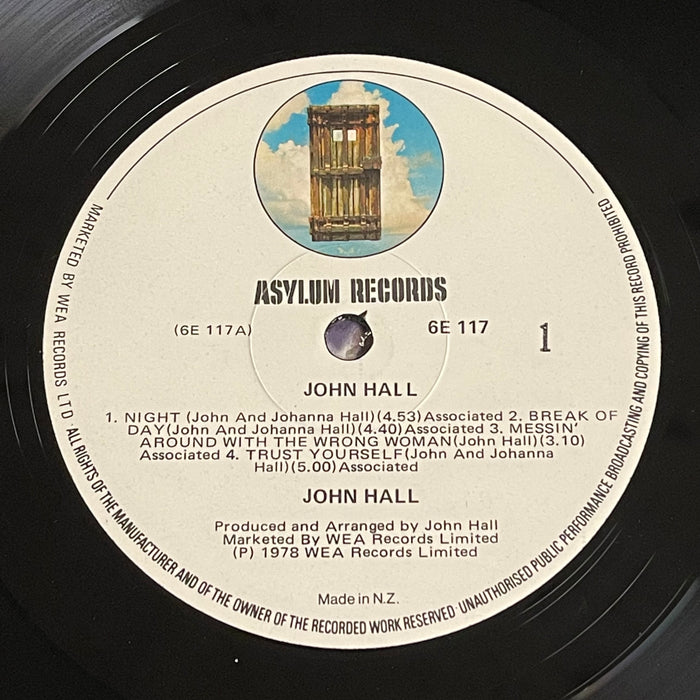 ASYLUM RECORDS
(6E 117A)
6E 117
1
JOHN HALL
1. NIGHT (John And Johanna Hall)(4.53)Associated 2. BREAK OF
DAY(John And Johanna Hall)(4.40)Associated 3. MESSIN'
AROUND WITH THE WRONG WOMAN(John Hall)(3.10)
Associated 4. TRUST YOURSELF(John And Johanna
Hall)(5.00)Associated
JOHN HALL
Produced and Arranged by John Hall
Marketed By WEA Records Limited
(P) 1978 WEA Records Limited
Made in N.Z.
MARKETED BY WEA RECORDS LTD ALL RIGHTS OF THE MANUFACTURER AND OF THE OWNER OF THE RECORDED WORK RESERVED· UNAUTHORISED PUBLIC PERFORMANCE BROADCASTING AND COPYING OF THIS RECORD PROHIBITED